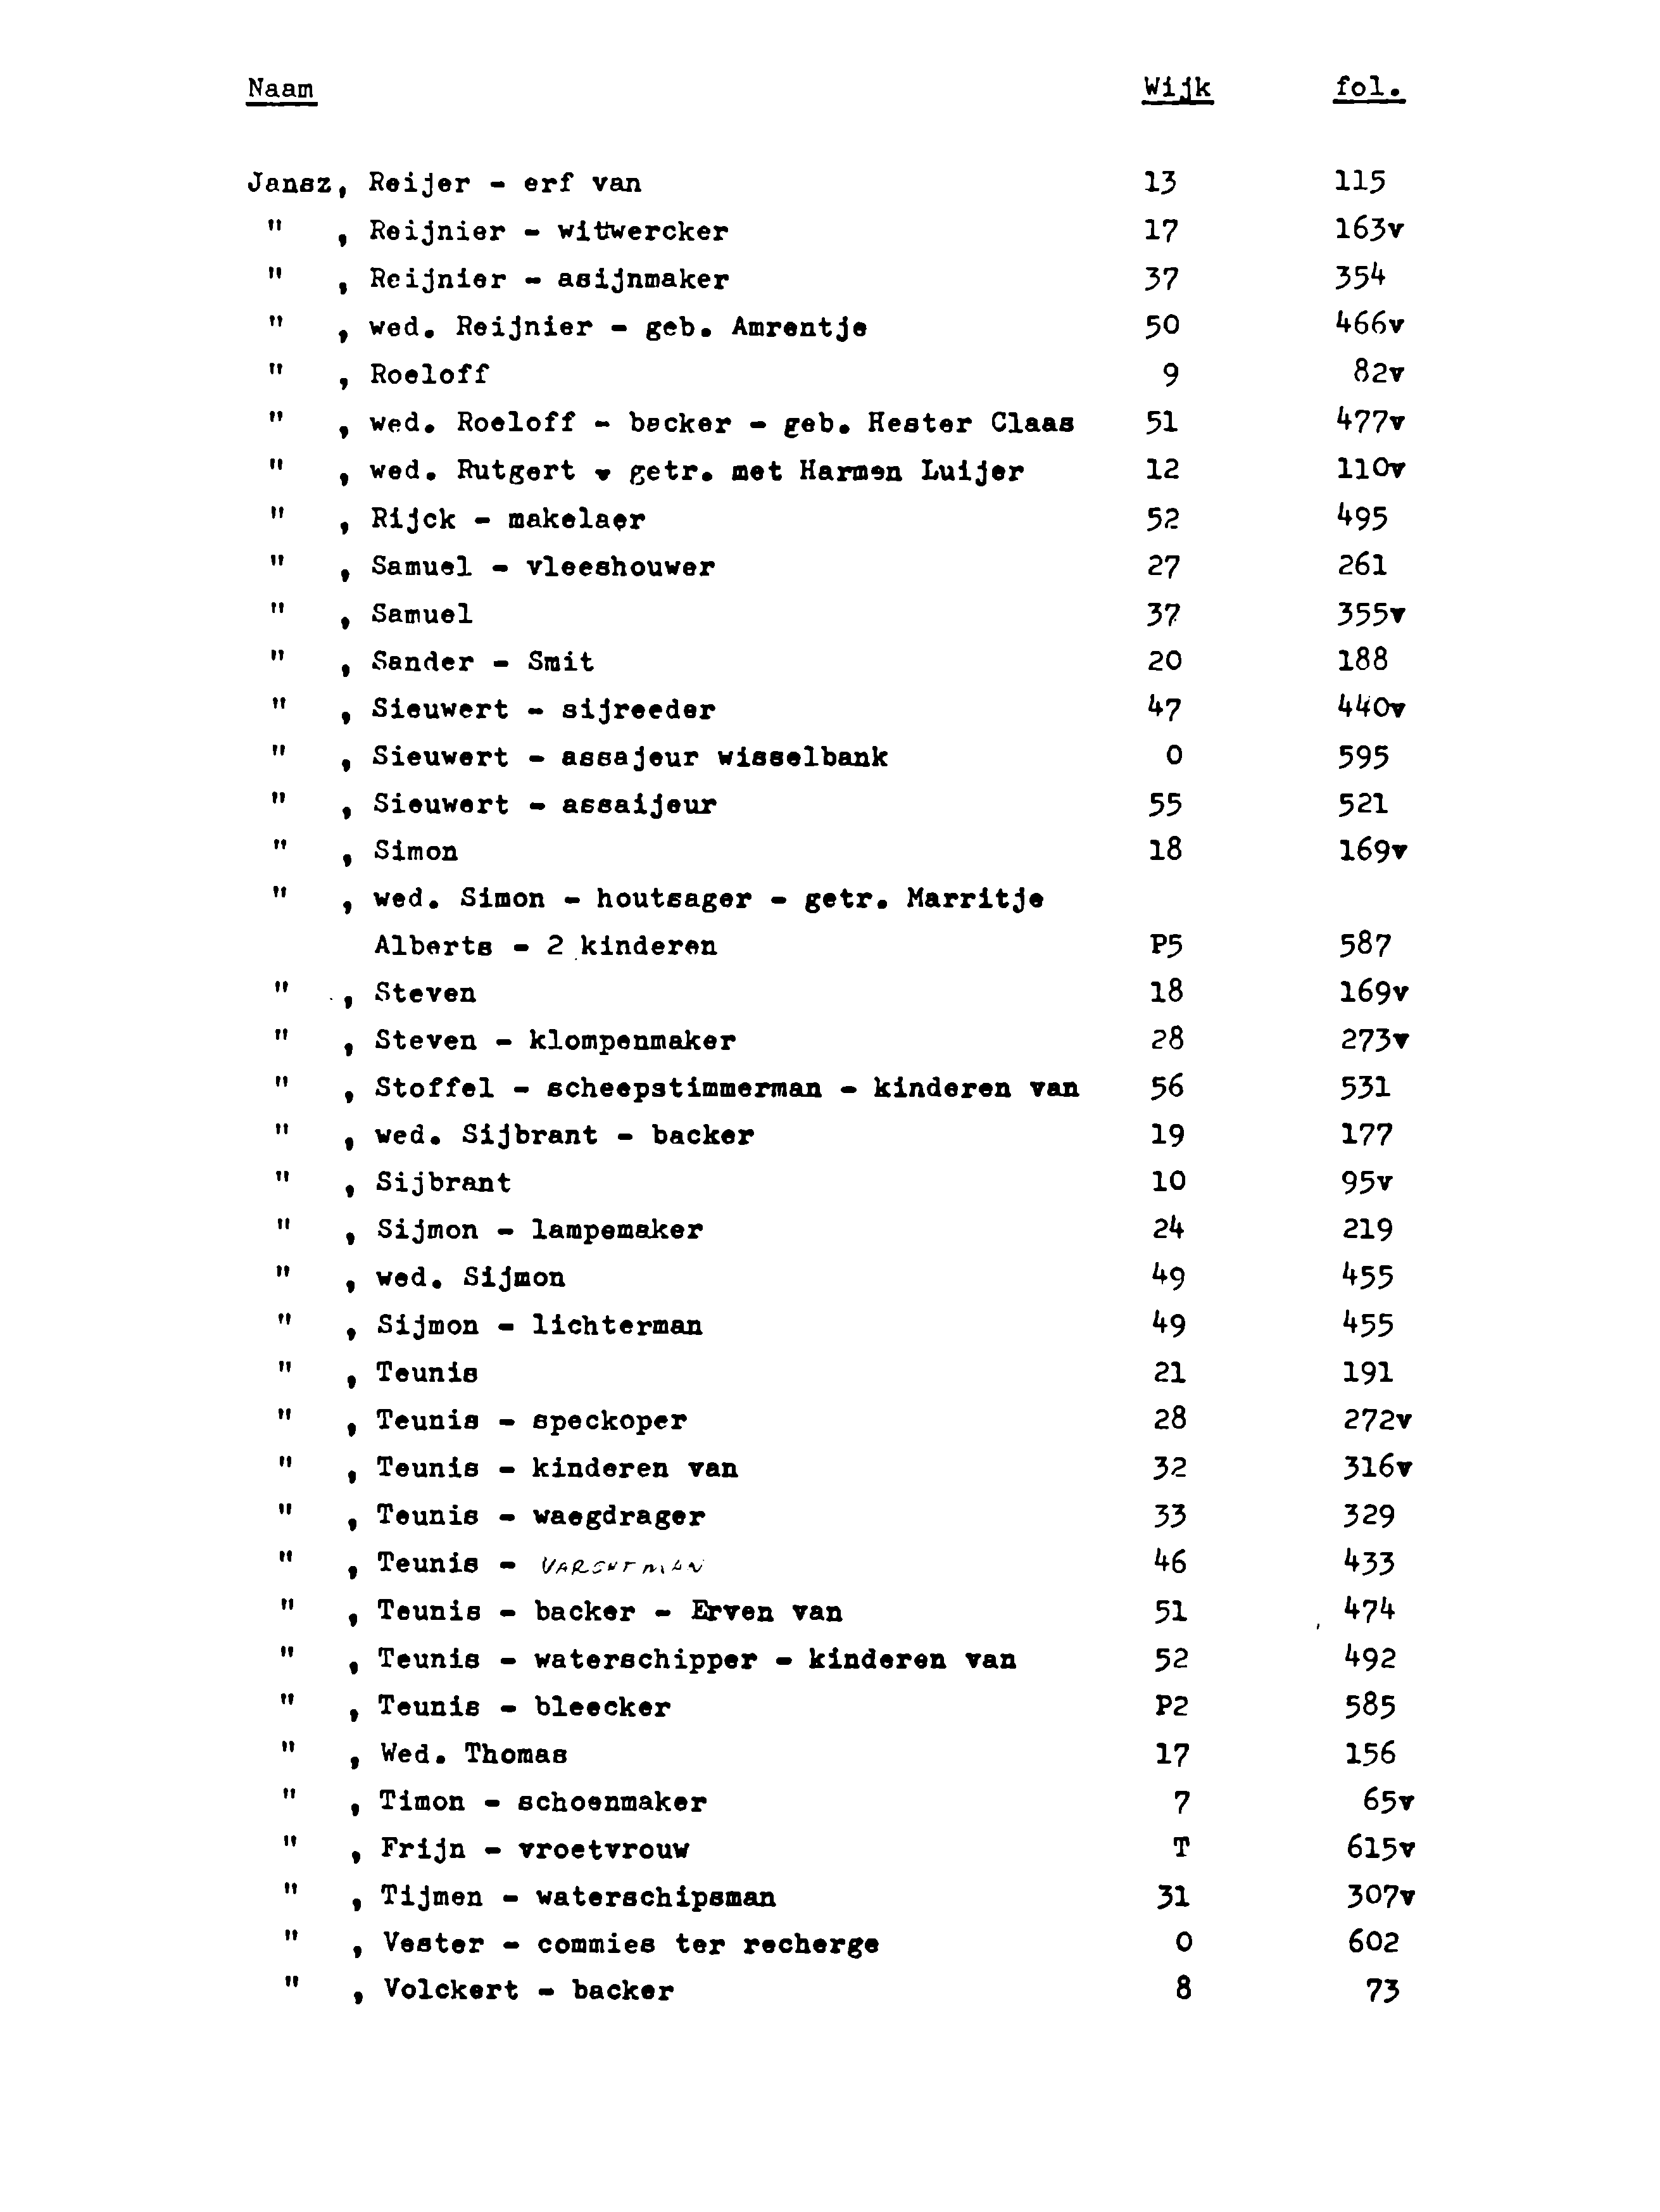 Naam Wijk fol.
Jansz, Reijer - erf van 13 115
" , Reijnier - witwercker 17 163v
" , Reijnier - asijnmaker 37 354
" , wed. Reijnier - geb. Amrentje 50 466v
" , Roeloff 9 82v
" , wed. Roeloff - backer - geb. Hester Claas 51 477v
" , wed. Rutgert v getr. met Harmen Luijer 12 110v
" , Rijck - makelaer 52 495
" , Samuel - vleeshouwer 27 261
" , Samuel 37 355v
" , Sander - Smit 20 188
" , Sieuwert - sijreeder 47 440v
" , Sieuwert - assajeur wisselbank 0 595
" , Sieuwert - assaijeur 55 521
" , Simon 18 169v
" , wed. Simon - houtsager - getr. Marritje
Alberts - 2 kinderen P5 587
" , Steven 18 169v
" , Steven - klompenmaker 28 273v
" , Stoffel - scheepstimmerman - kinderen van 56 531
" , wed. Sijbrant - backer 19 177
" , Sijbrant 10 95v
" , Sijmon - lampemaker 24 219
" , wed. Sijmon 49 455
" , Sijmon - lichterman 49 455
" , Teunis 21 191
" , Teunis - speckoper 28 272v
" , Teunis - kinderen van 32 316v
" , Teunis - waegdrager 33 329
" , Teunis - 46 433
" , Teunis - backer - Erven van 51 474
" , Teunis - waterschipper - kinderen van 52 492
" , Teunis - bleecker P2 585
" , Wed. Thomas 17 156
" , Timon - schoenmaker 7 65v
" , Frijn - vroetvrouw T 615v
" , Tijmen - waterschipsman 31 307v
" , Vester - commies ter recherge 0 602
" , Volckert - backer 8 73